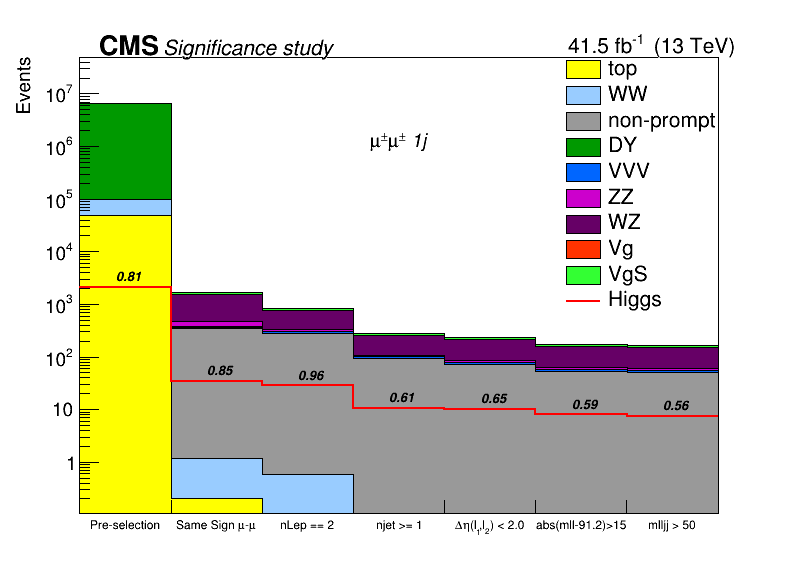 CMS Significance study 41.5 fb⁻¹ (13 TeV)
Events
10⁷
10⁶
10⁵
10⁴
10³
10²
10
1
μ±μ± 1j
top
WW
non-prompt
DY
VVV
ZZ
WZ
Vg
VgS
Higgs
0.81
0.85
0.96
0.61
0.65
0.59
0.56
Pre-selection
Same Sign μ-μ
nLep == 2
njet >= 1
Δη(l₁,l₂) < 2.0
abs(mll-91.2)>15
mlljj > 50